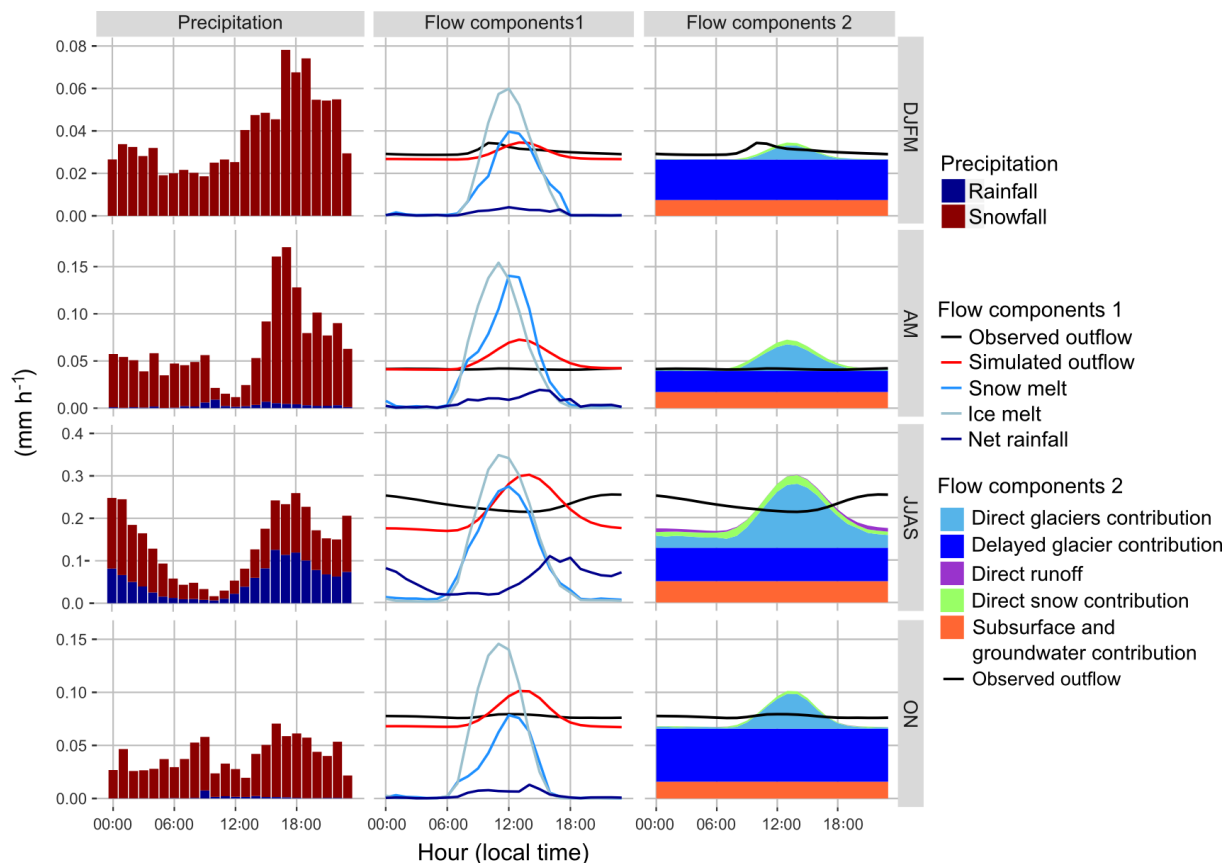 Precipitation
Flow components1
Flow components 2
0.08
0.06
0.04
0.02
0.00
DJFM
0.15
0.10
0.05
0.00
AM
0.4
0.3
0.2
0.1
0.0
JJAS
0.15
0.10
0.05
0.00
ON
(mm h-1)
00:00 06:00 12:00 18:00
00:00 06:00 12:00 18:00
00:00 06:00 12:00 18:00
Hour (local time)
Precipitation
Rainfall
Snowfall
Flow components 1
Observed outflow
Simulated outflow
Snow melt
Ice melt
Net rainfall
Flow components 2
Direct glaciers contribution
Delayed glacier contribution
Direct runoff
Direct snow contribution
Subsurface and
groundwater contribution
Observed outflow